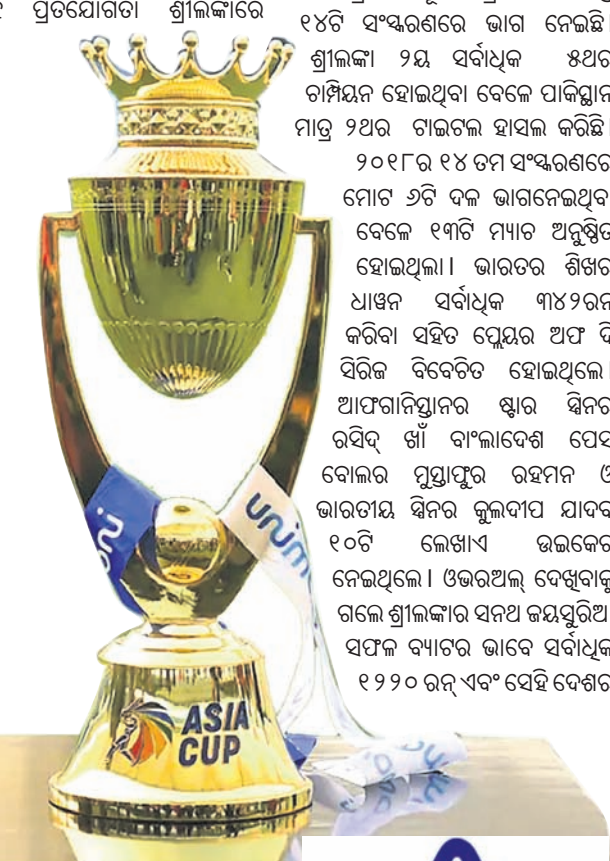 ପ୍ରତିଯୋଗିତା ଶ୍ରୀଲଙ୍କାରେ
୧୪ଟି ସଂସ୍କରଣରେ ଭାଗ ନେଇଛି।
ଶ୍ରୀଲଙ୍କା ୨ୟ ସର୍ବାଧିକ ୫ଥର
ଚାମ୍ପିୟନ ହୋଇଥିବା ବେଳେ ପାକିସ୍ତାନ
ମାତ୍ର ୨ଥର ଟାଇଟଲ ହାସଲ କରିଛି।
୨୦୧୮ର ୧୪ ତମ ସଂସ୍କରଣରେ
ମୋଟ ୬ଟି ଦଳ ଭାଗନେଇଥିବା
ବେଳେ ୧୩ଟି ମ୍ୟାଚ ଅନୁଷ୍ଠିତ
ହୋଇଥିଲା। ଭାରତର ଶିଖର
ଧାୱନ ସର୍ବାଧିକ ୩୪୨ରନ
କରିବା ସହିତ ପ୍ଲେୟର ଅଫ ଦି
ସିରିଜ ବିବେଚିତ ହୋଇଥିଲେ।
ଆଫଗାନିସ୍ତାନର ଷ୍ଟାର ସ୍ପିନର
ରସିଦ୍ ଖାଁ ବାଂଲାଦେଶ ପେସ
ବୋଲର ମୁସ୍ତାଫୁର ରହମନ ଓ
ଭାରତୀୟ ସ୍ପିନର କୁଲଦୀପ ଯାଦବ
୧୦ଟି ଲେଖାଏ ଉଇକେଟ
ନେଇଥିଲେ। ଓଭରଅଲ୍ ଦେଖିବାକୁ
ଗଲେ ଶ୍ରୀଲଙ୍କାର ସନଥ ଜୟସୁରିଆ
ସଫଳ ବ୍ୟାଟର ଭାବେ ସର୍ବାଧିକ
୧୨୨୦ ରନ୍ ଏବଂ ସେହି ଦେଶର
ASIA
CUP